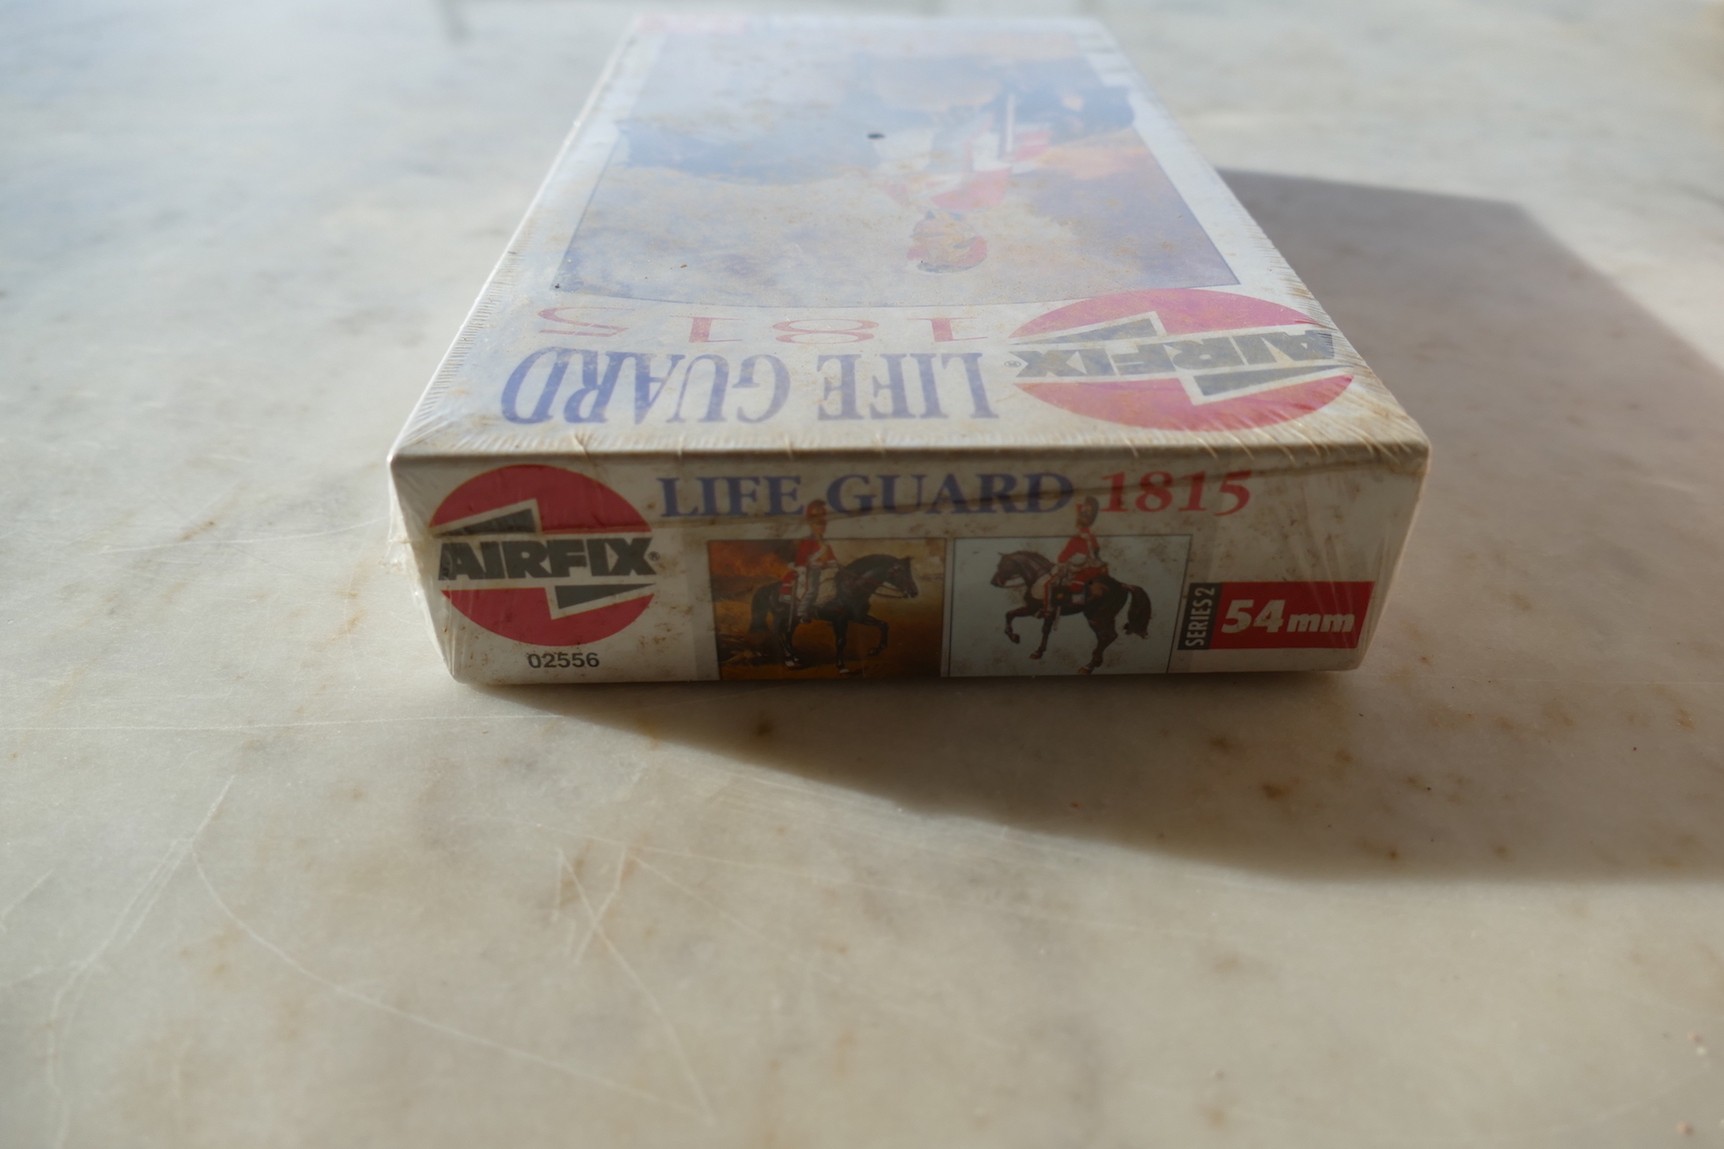 1815
LIFE GUARD
AIRFIX®
LIFE GUARD 1815
AIRFIX®
02556
SERIES 2
54mm